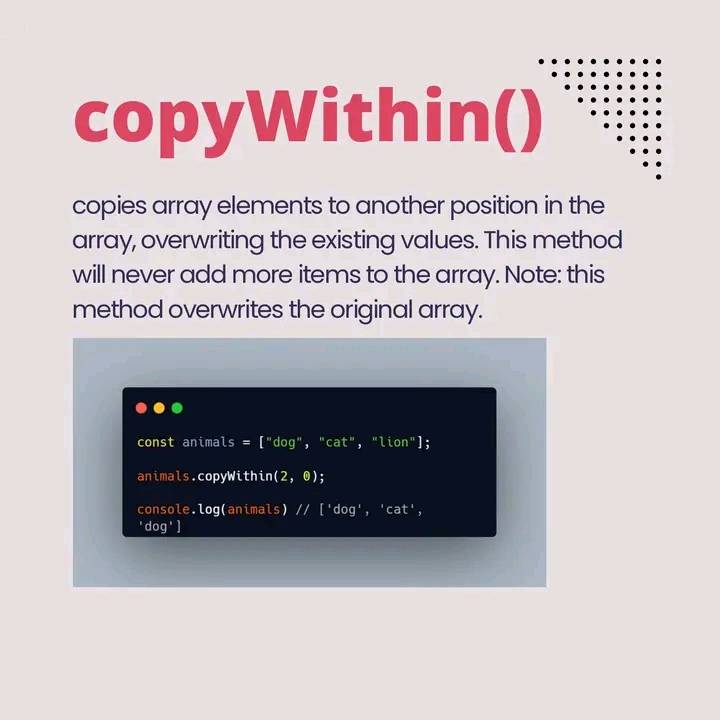 copyWithin()
copies array elements to another position in the
array, overwriting the existing values. This method
will never add more items to the array. Note: this
method overwrites the original array.
const animals = ["dog", "cat", "lion"];
animals.copyWithin(2, 0);
console.log(animals) // ['dog', 'cat',
'dog']